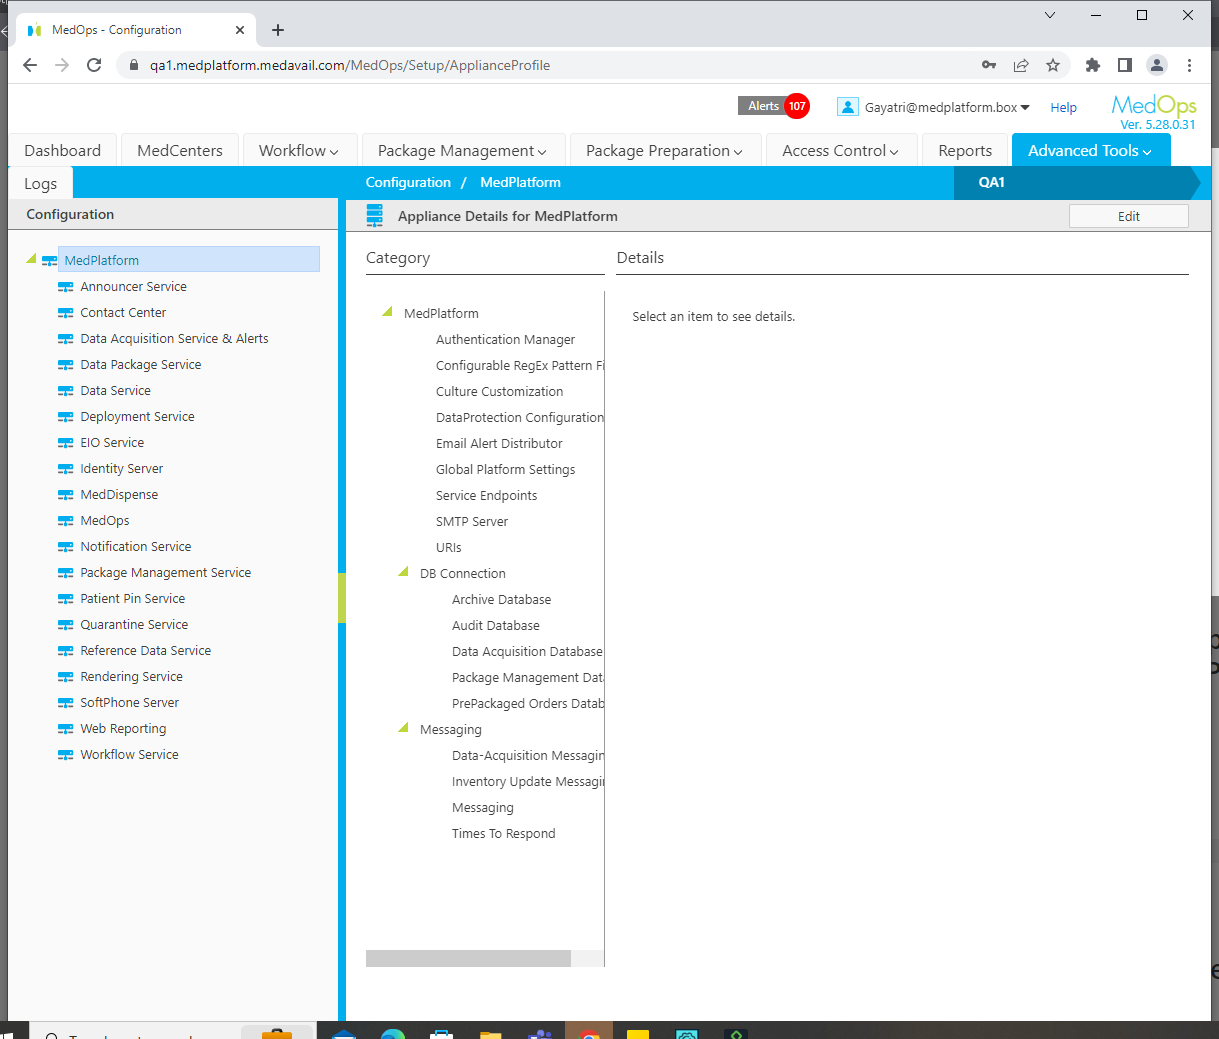 MedOps - Configuration
qa1.medplatform.medavail.com/MedOps/Setup/ApplianceProfile
Alerts 107
Gayatri@medplatform.box
Help
MedOps
Ver. 5.28.0.31
Dashboard
MedCenters
Workflow
Package Management
Package Preparation
Access Control
Reports
Advanced Tools
Logs
Configuration / MedPlatform
QA1
Configuration
MedPlatform
Announcer Service
Contact Center
Data Acquisition Service & Alerts
Data Package Service
Data Service
Deployment Service
EIO Service
Identity Server
MedDispense
MedOps
Notification Service
Package Management Service
Patient Pin Service
Quarantine Service
Reference Data Service
Rendering Service
SoftPhone Server
Web Reporting
Workflow Service
Appliance Details for MedPlatform
Edit
Category
MedPlatform
Authentication Manager
Configurable RegEx Pattern Fi
Culture Customization
DataProtection Configuration
Email Alert Distributor
Global Platform Settings
Service Endpoints
SMTP Server
URIs
DB Connection
Archive Database
Audit Database
Data Acquisition Database
Package Management Data
PrePackaged Orders Datab
Messaging
Data-Acquisition Messagin
Inventory Update Messagi
Messaging
Times To Respond
Details
Select an item to see details.